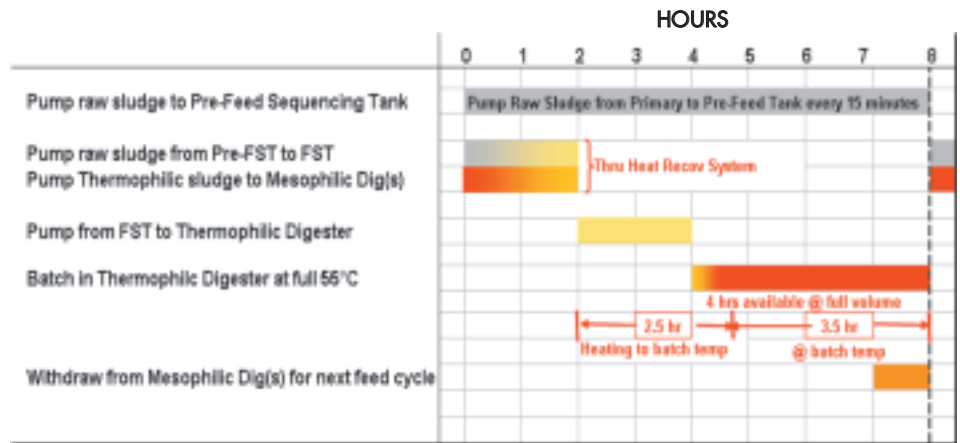 HOURS
0 1 2 3 4 5 6 7 8
Pump raw sludge to Pre-Feed Sequencing Tank
Pump Raw Sludge from Primary to Pre-Feed Tank every 15 minutes
Pump raw sludge from Pre-FST to FST
Pump Thermophilic sludge to Mesophilic Dig(s)
Thru Heat Recov System
Pump from FST to Thermophilic Digester
Batch in Thermophilc Digester at full 55°C
4 hrs available @ full volume
2.5 hr
3.5 hr
Heating to batch temp
@ batch temp
Withdraw from Mesophilic Dig(s) for next feed cycle